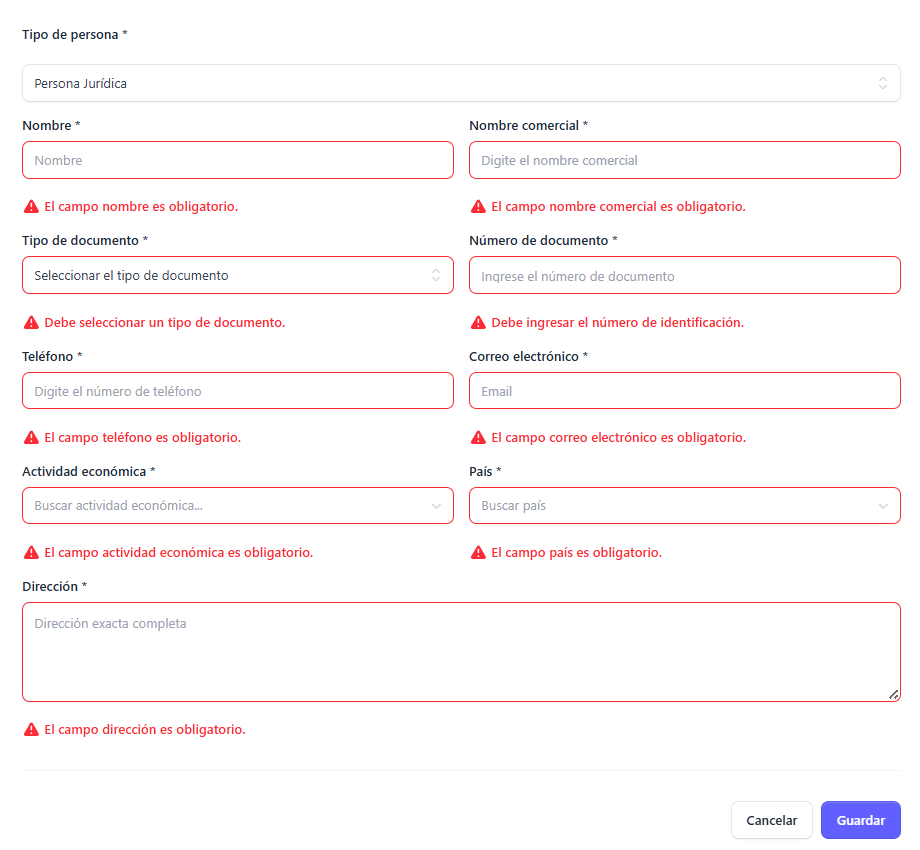 Tipo de persona *
Persona Jurídica
Nombre *
Nombre comercial *
Nombre
Digite el nombre comercial
El campo nombre es obligatorio.
El campo nombre comercial es obligatorio.
Tipo de documento *
Número de documento *
Seleccionar el tipo de documento
Ingrese el número de documento
Debe seleccionar un tipo de documento.
Debe ingresar el número de identificación.
Teléfono *
Correo electrónico *
Digite el número de teléfono
Email
El campo teléfono es obligatorio.
El campo correo electrónico es obligatorio.
Actividad económica *
País *
Buscar actividad económica...
Buscar país
El campo actividad económica es obligatorio.
El campo país es obligatorio.
Dirección *
Dirección exacta completa
El campo dirección es obligatorio.
Cancelar
Guardar